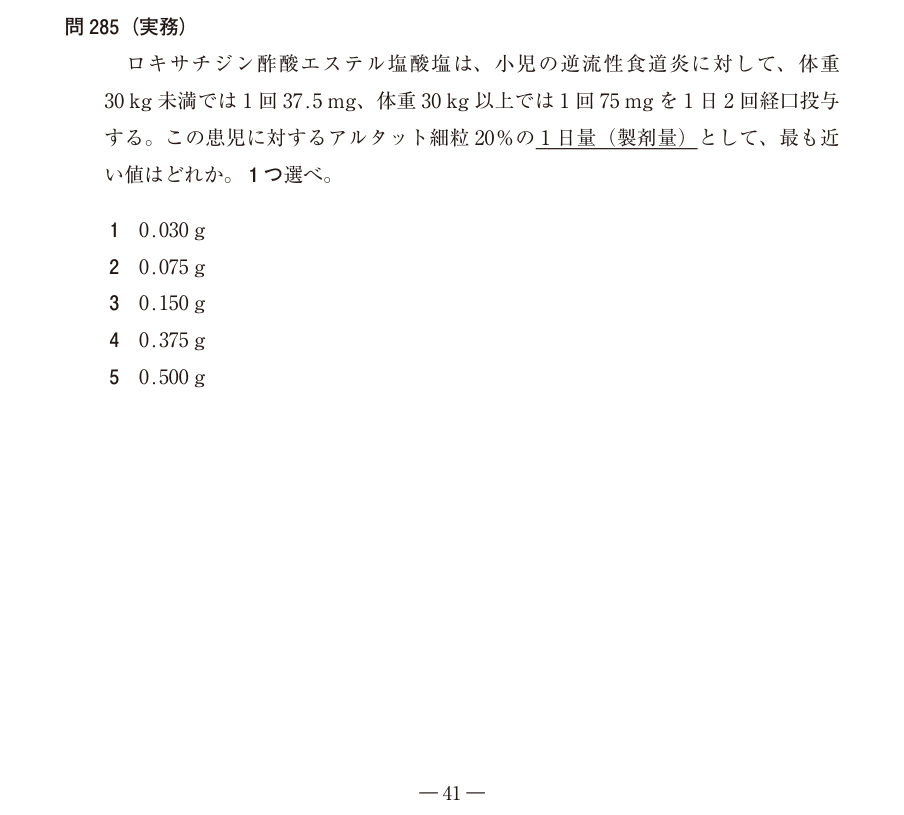 問 285（実務）
ロキサチジン酢酸エステル塩酸塩は、小児の逆流性食道炎に対して、体重
30 kg 未満では 1 回 37.5 mg、体重 30 kg 以上では 1 回 75 mg を 1 日 2 回経口投与
する。この患児に対するアルタット細粒 20％の 1 日量（製剤量）として、最も近
い値はどれか。1つ選べ。
1 0.030 g
2 0.075 g
3 0.150 g
4 0.375 g
5 0.500 g
— 41 —